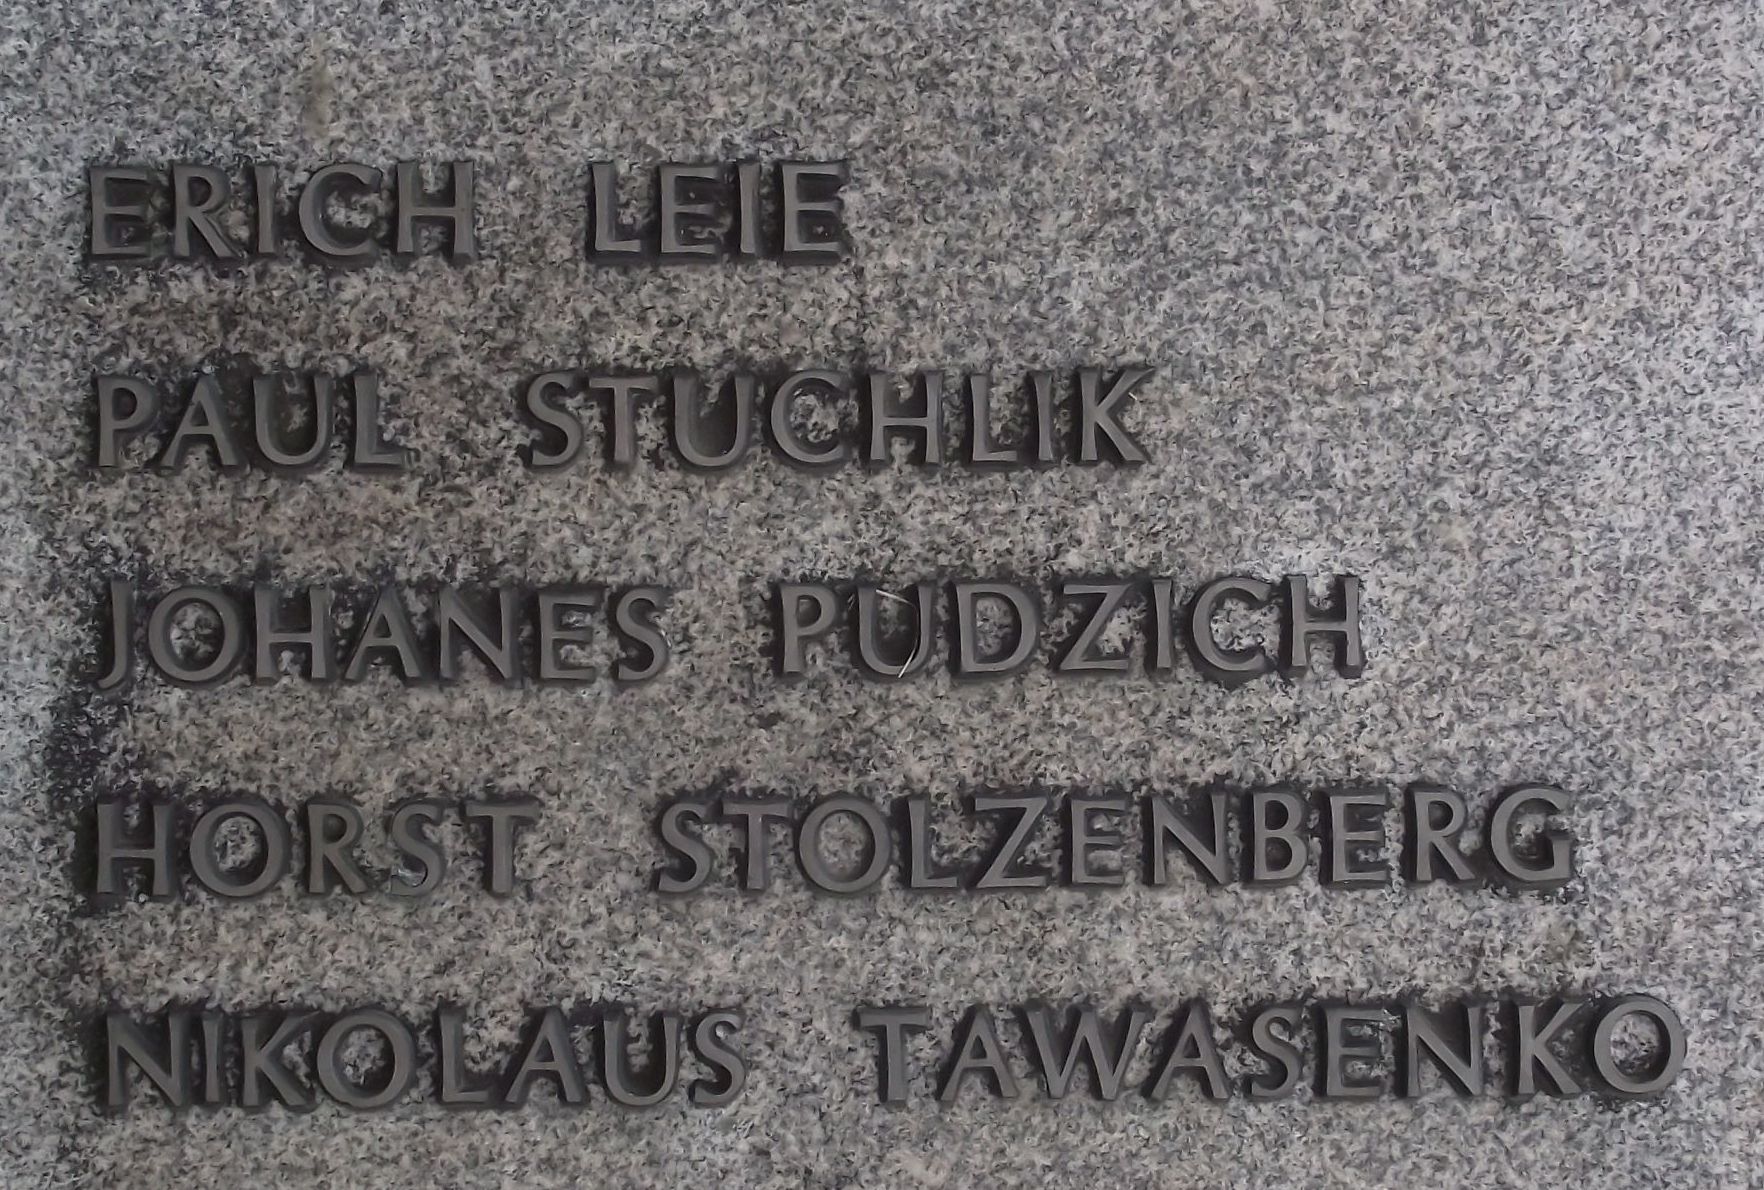 ERICH LEIE
PAUL STUCHLIK
JOHANES PUDZICH
HORST STOLZENBERG
NIKOLAUS TAWASENKO